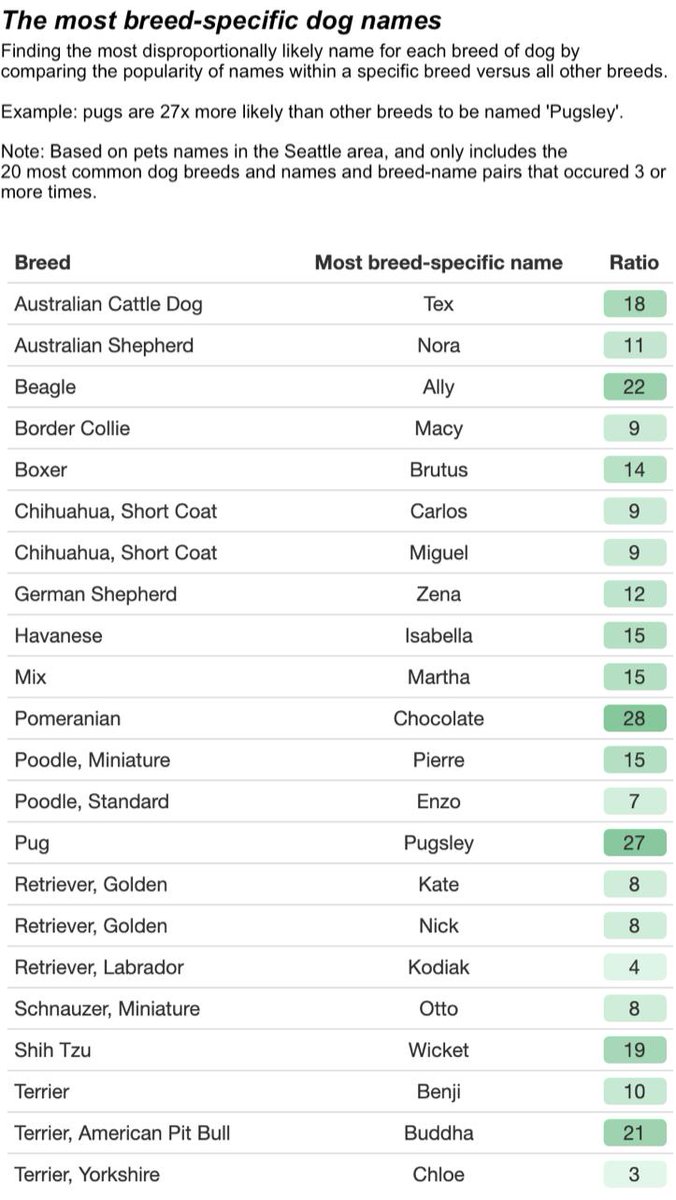 The most breed-specific dog names
Finding the most disproportionally likely name for each breed of dog by
comparing the popularity of names within a specific breed versus all other breeds.
Example: pugs are 27x more likely than other breeds to be named 'Pugsley'.
Note: Based on pets names in the Seattle area, and only includes the
20 most common dog breeds and names and breed-name pairs that occured 3 or
more times.
Breed Most breed-specific name Ratio
Australian Cattle Dog Tex 18
Australian Shepherd Nora 11
Beagle Ally 22
Border Collie Macy 9
Boxer Brutus 14
Chihuahua, Short Coat Carlos 9
Chihuahua, Short Coat Miguel 9
German Shepherd Zena 12
Havanese Isabella 15
Mix Martha 15
Pomeranian Chocolate 28
Poodle, Miniature Pierre 15
Poodle, Standard Enzo 7
Pug Pugsley 27
Retriever, Golden Kate 8
Retriever, Golden Nick 8
Retriever, Labrador Kodiak 4
Schnauzer, Miniature Otto 8
Shih Tzu Wicket 19
Terrier Benji 10
Terrier, American Pit Bull Buddha 21
Terrier, Yorkshire Chloe 3